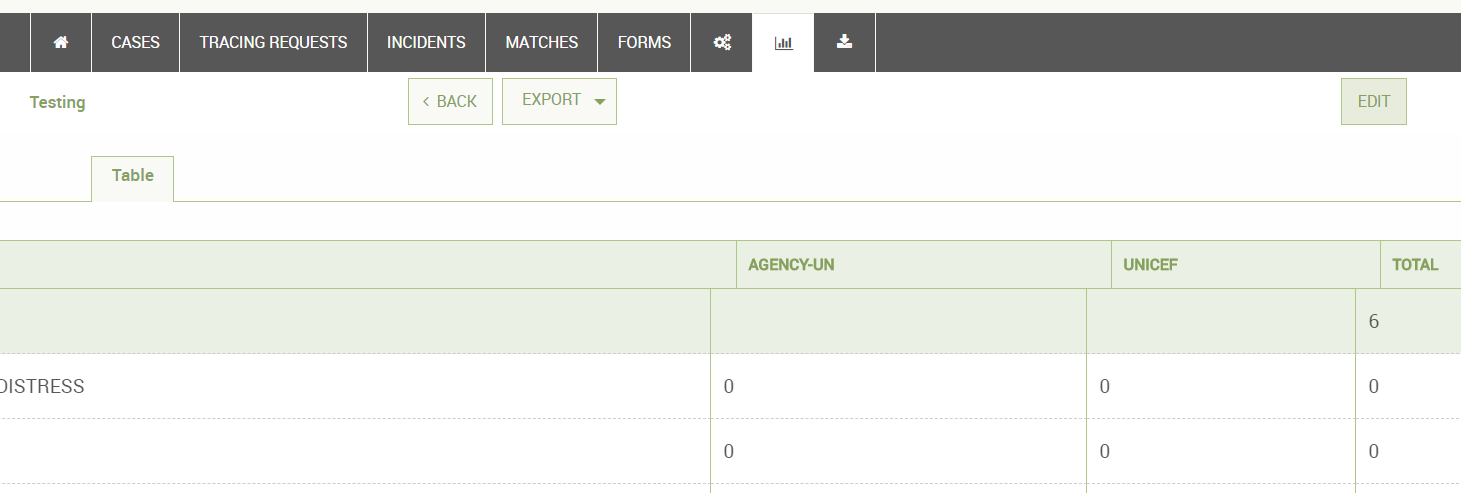 CASES TRACING REQUESTS INCIDENTS MATCHES FORMS
Testing BACK EXPORT EDIT
Table
AGENCY-UN UNICEF TOTAL
6
DISTRESS 0 0 0
0 0 0